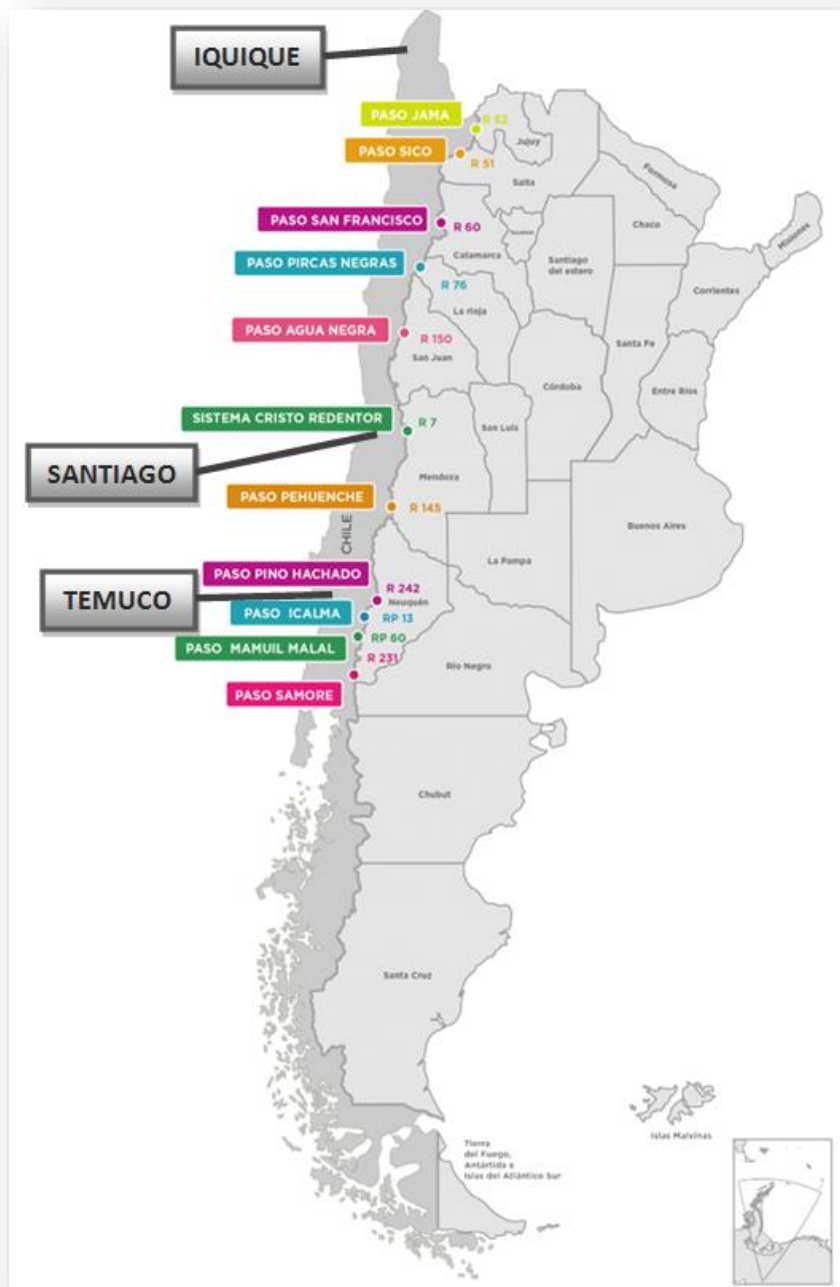 IQUIQUE
PASO JAMA
R 52
Jujuy
PASO SICO
R 51
Salta
Formosa
Chaco
Misiones
PASO SAN FRANCISCO
R 60
Catamarca
Santiago
del estero
Corrientes
PASO PIRCAS NEGRAS
R 76
La rioja
PASO AGUA NEGRA
R 150
San Juan
Santa Fe
Córdoba
Entre Ríos
SISTEMA CRISTO REDENTOR
R 7
San Luis
SANTIAGO
Mendoza
PASO PEHUENCHE
R 145
Buenos Aires
CHILE
La Pampa
PASO PINO HACHADO
R 242
Neuquén
TEMUCO
PASO ICALMA
RP 13
PASO MAMUIL MALAL
RP 60
R 231
Río Negro
PASO SAMORE
Chubut
Santa Cruz
Islas Malvinas
Tierra
del Fuego,
Antártida e
Islas del Atlántico Sur